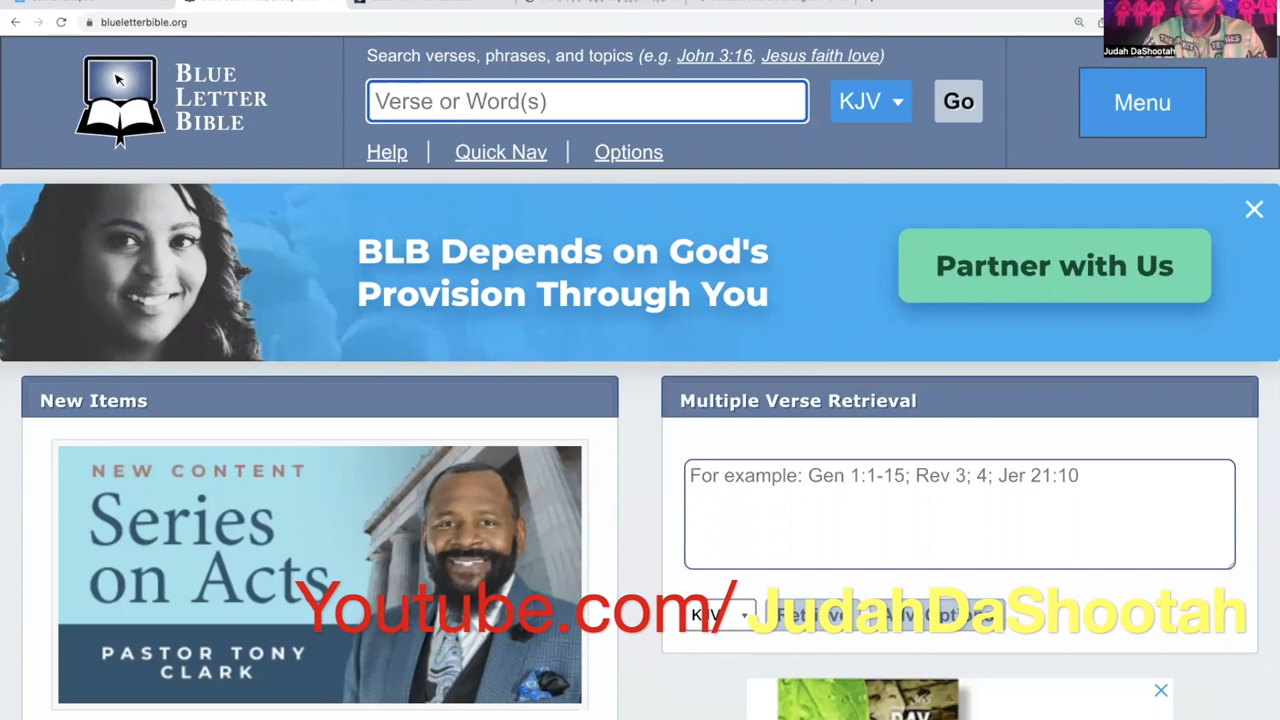 blueletterbible.org
Judah DaShootah
BLUE
LETTER
BIBLE
Search verses, phrases, and topics (e.g. John 3:16, Jesus faith love)
Verse or Word(s)
KJV
Go
Menu
Help | Quick Nav | Options
BLB Depends on God's
Provision Through You
Partner with Us
New Items
Multiple Verse Retrieval
NEW CONTENT
Series
on Acts
PASTOR TONY
CLARK
For example: Gen 1:1-15; Rev 3; 4; Jer 21:10
KJV
Youtube.com/JudahDaShootah
365
DAY